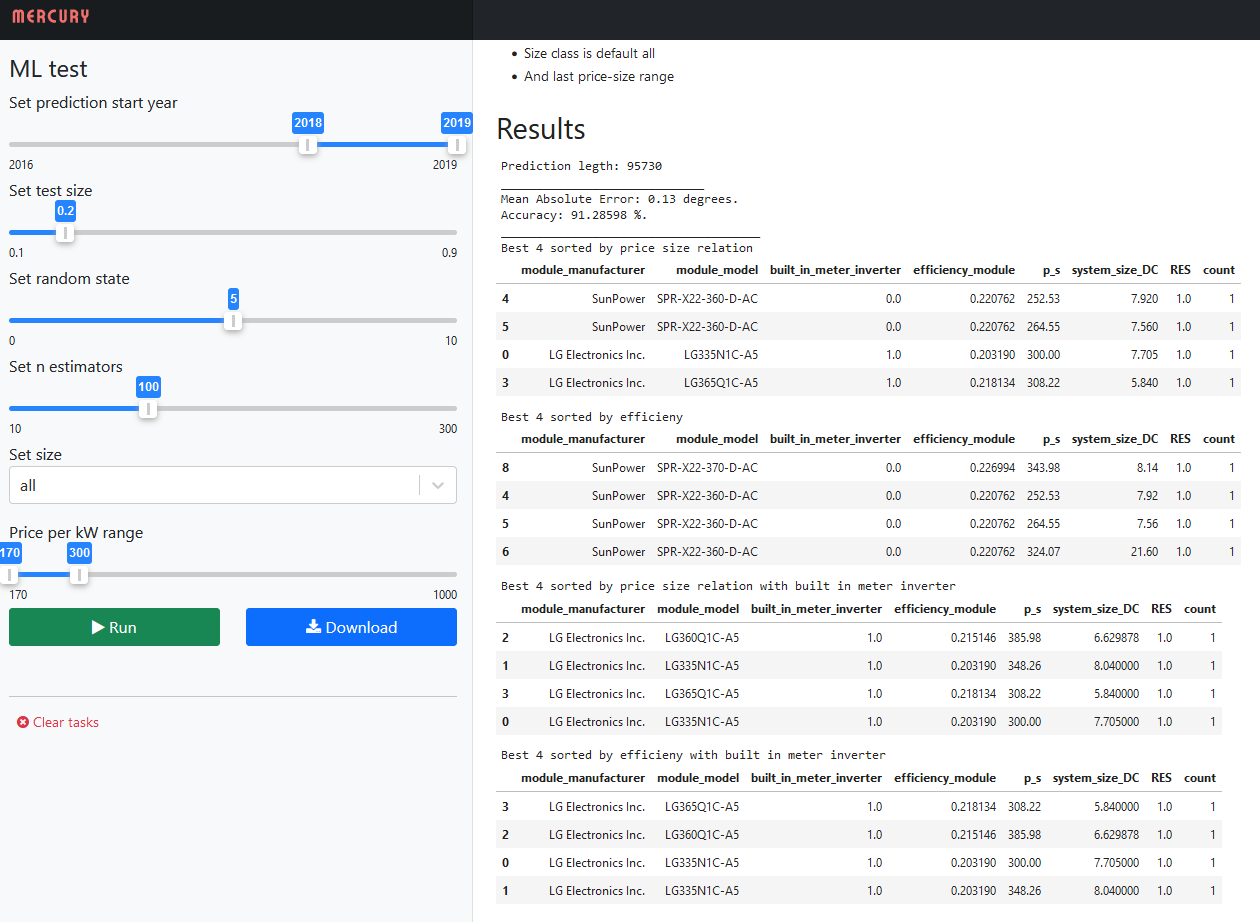 MERCURY
ML test
Set prediction start year
2018 2019
2016 2019
Set test size
0.2
0.1 0.9
Set random state
5
0 10
Set n estimators
100
10 300
Set size
all
Price per kW range
170 300
170 1000
Run Download
Clear tasks
• Size class is default all
• And last price-size range
Results
Prediction legth: 95730
Mean Absolute Error: 0.13 degrees.
Accuracy: 91.28598 %.
Best 4 sorted by price size relation
module_manufacturer module_model built_in_meter_inverter efficiency_module p_s system_size_DC RES count
4 SunPower SPR-X22-360-D-AC 0.0 0.220762 252.53 7.920 1.0 1
5 SunPower SPR-X22-360-D-AC 0.0 0.220762 264.55 7.560 1.0 1
0 LG Electronics Inc. LG335N1C-A5 1.0 0.203190 300.00 7.705 1.0 1
3 LG Electronics Inc. LG365Q1C-A5 1.0 0.218134 308.22 5.840 1.0 1
Best 4 sorted by efficieny
module_manufacturer module_model built_in_meter_inverter efficiency_module p_s system_size_DC RES count
8 SunPower SPR-X22-370-D-AC 0.0 0.226994 343.98 8.14 1.0 1
4 SunPower SPR-X22-360-D-AC 0.0 0.220762 252.53 7.92 1.0 1
5 SunPower SPR-X22-360-D-AC 0.0 0.220762 264.55 7.56 1.0 1
6 SunPower SPR-X22-360-D-AC 0.0 0.220762 324.07 21.60 1.0 1
Best 4 sorted by price size relation with built in meter inverter
module_manufacturer module_model built_in_meter_inverter efficiency_module p_s system_size_DC RES count
2 LG Electronics Inc. LG360Q1C-A5 1.0 0.215146 385.98 6.629878 1.0 1
1 LG Electronics Inc. LG335N1C-A5 1.0 0.203190 348.26 8.040000 1.0 1
3 LG Electronics Inc. LG365Q1C-A5 1.0 0.218134 308.22 5.840000 1.0 1
0 LG Electronics Inc. LG335N1C-A5 1.0 0.203190 300.00 7.705000 1.0 1
Best 4 sorted by efficieny with built in meter inverter
module_manufacturer module_model built_in_meter_inverter efficiency_module p_s system_size_DC RES count
3 LG Electronics Inc. LG365Q1C-A5 1.0 0.218134 308.22 5.840000 1.0 1
2 LG Electronics Inc. LG360Q1C-A5 1.0 0.215146 385.98 6.629878 1.0 1
0 LG Electronics Inc. LG335N1C-A5 1.0 0.203190 300.00 7.705000 1.0 1
1 LG Electronics Inc. LG335N1C-A5 1.0 0.203190 348.26 8.040000 1.0 1